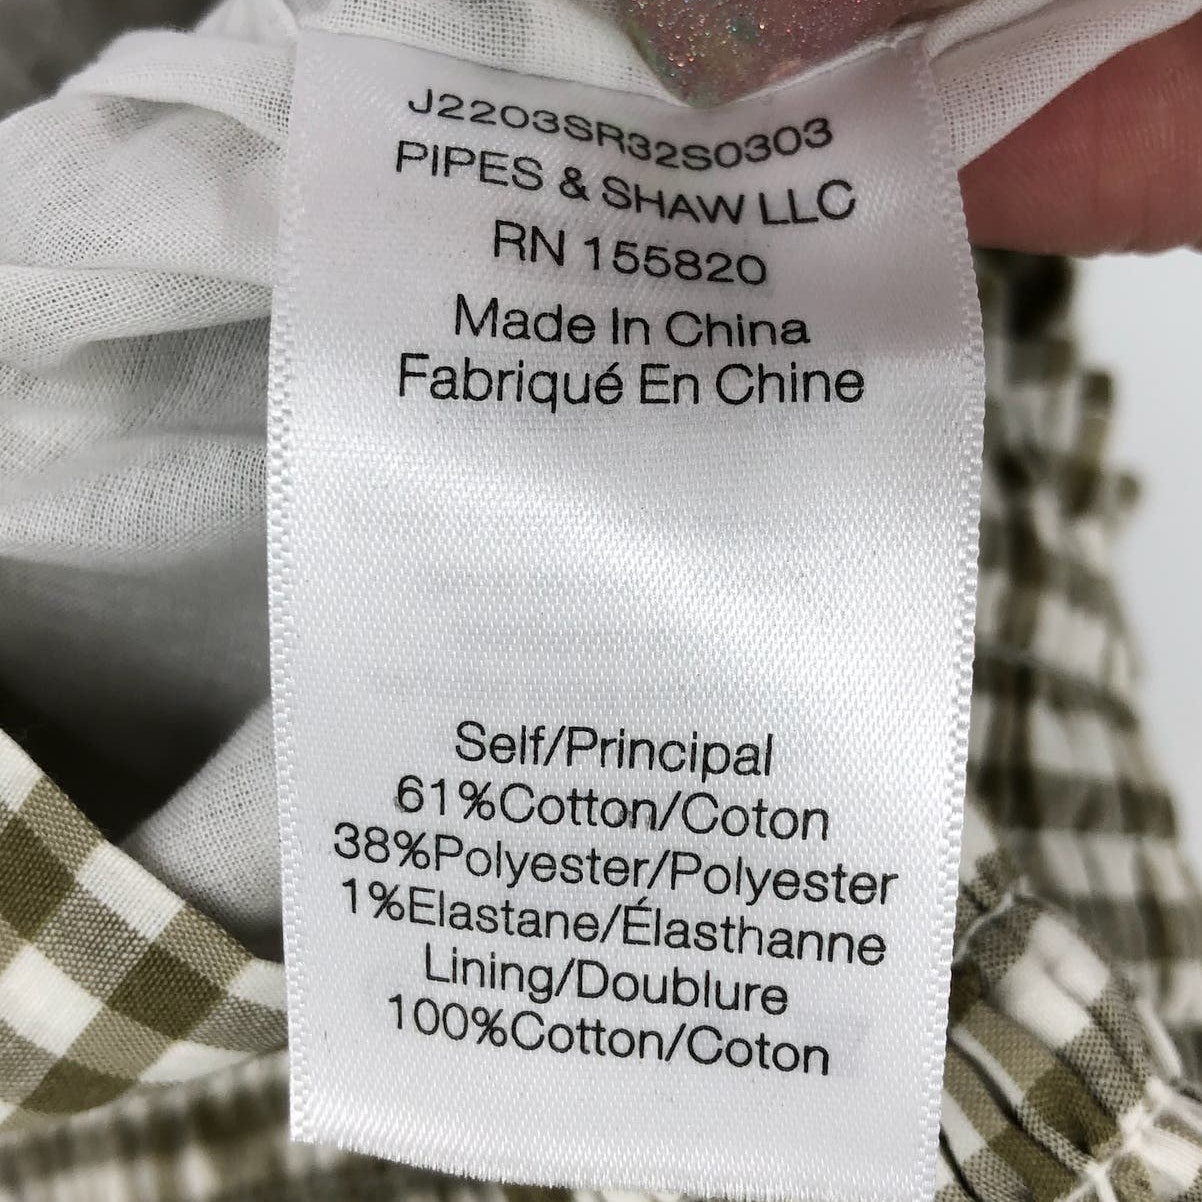 J2203SR32S0303
PIPES & SHAW LLC
RN 155820
Made In China
Fabriqué En Chine
Self/Principal
61%Cotton/Coton
38%Polyester/Polyester
1%Elastane/Élasthanne
Lining/Doublure
100%Cotton/Coton